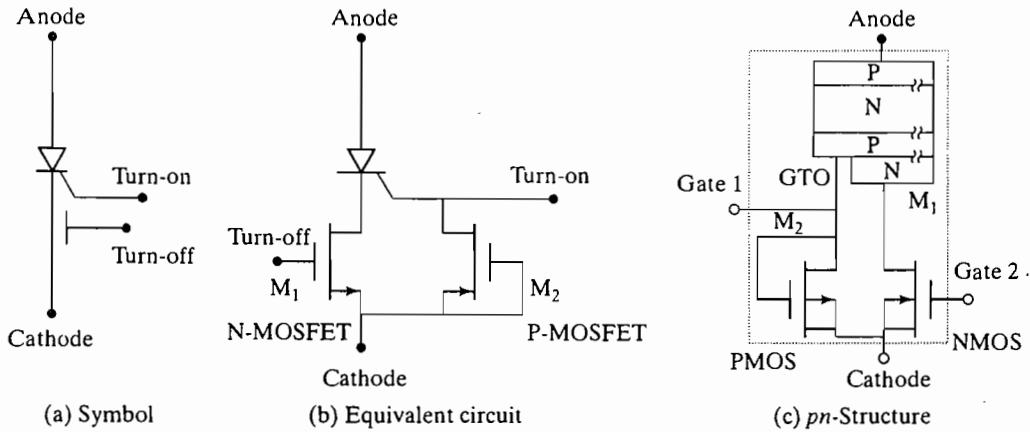 Anode
Turn-on
Turn-off
Cathode
(a) Symbol
Anode
Turn-on
Turn-off
M1
M2
N-MOSFET
P-MOSFET
Cathode
(b) Equivalent circuit
Anode
P
N
P
N
Gate 1
GTO
M1
M2
Gate 2
PMOS
NMOS
Cathode
(c) pn-Structure